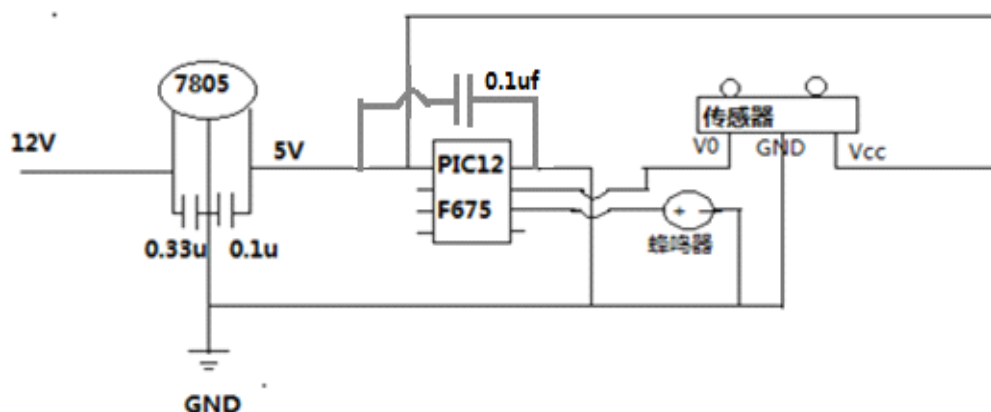 7805
12V
5V
0.33u
0.1u
GND
0.1uf
PIC12
F675
传感器
V0
GND
Vcc
+ −
蜂鸣器